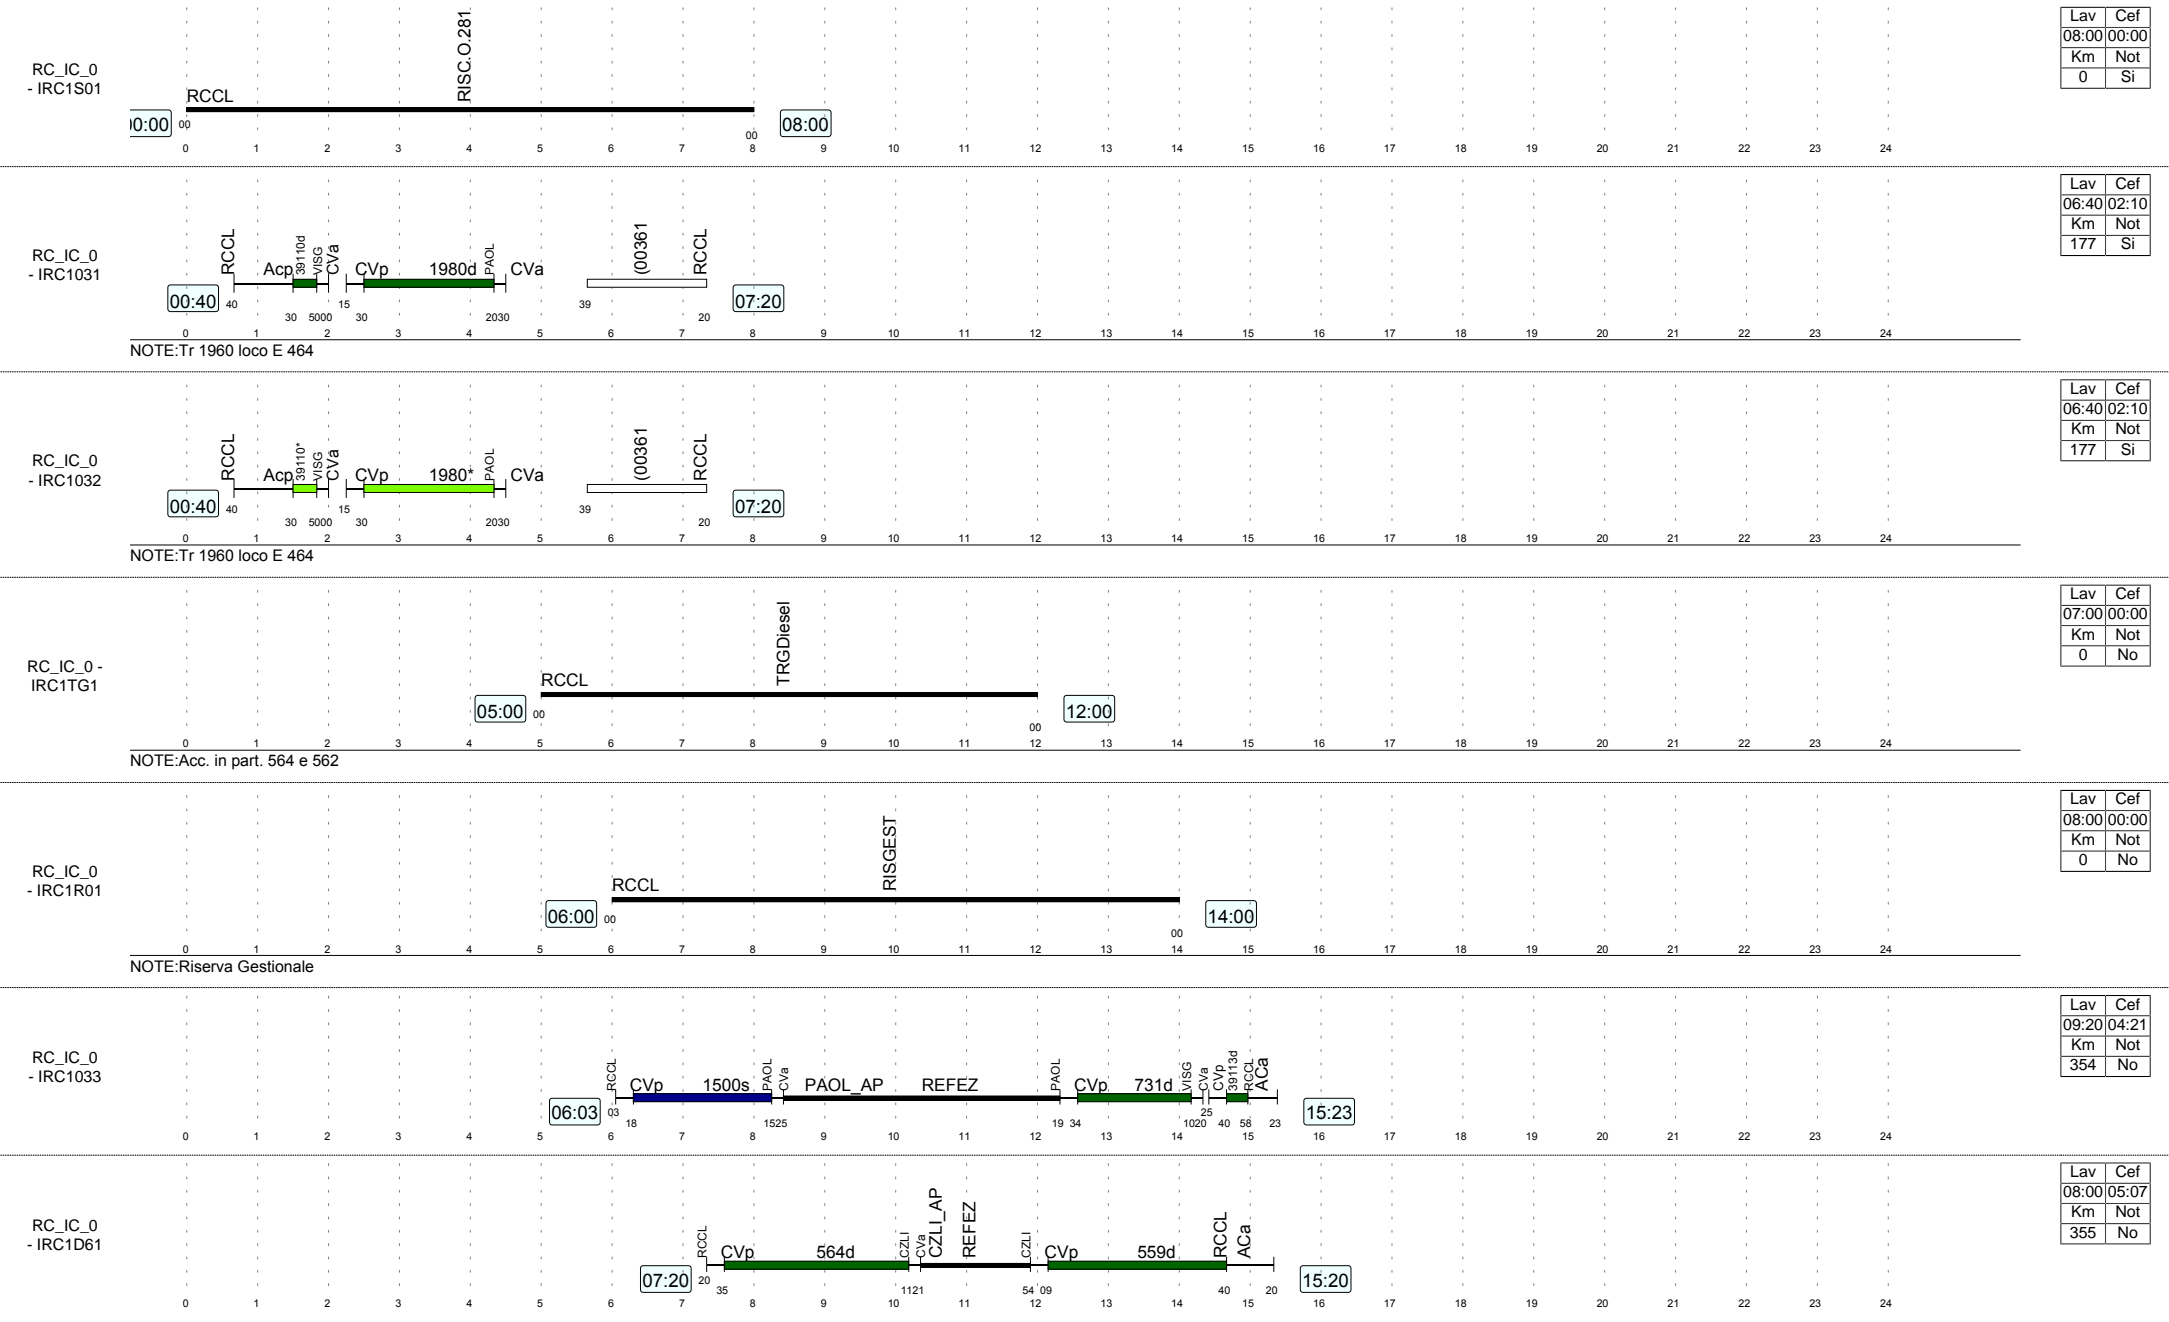 RISC.O.281
RC_IC_0
- IRC1S01
RCCL
00:00 00
00 08:00
0 1 2 3 4 5 6 7 8 9 10 11 12 13 14 15 16 17 18 19 20 21 22 23 24
Lav Cef
08:00 00:00
Km Not
0 Si
RC_IC_0
- IRC1031
RCCL Acp 39110d VISG CVa CVp 1980d PAOL CVa (00361 RCCL
00:40 40 15 39 07:20
30 5000 30 2030 20
0 1 2 3 4 5 6 7 8 9 10 11 12 13 14 15 16 17 18 19 20 21 22 23 24
NOTE:Tr 1960 loco E 464
Lav Cef
06:40 02:10
Km Not
177 Si
RC_IC_0
- IRC1032
RCCL Acp 39110* VISG CVa CVp 1980* PAOL CVa (00361 RCCL
00:40 40 15 39 07:20
30 5000 30 2030 20
0 1 2 3 4 5 6 7 8 9 10 11 12 13 14 15 16 17 18 19 20 21 22 23 24
NOTE:Tr 1960 loco E 464
Lav Cef
06:40 02:10
Km Not
177 Si
TRGDiesel
RC_IC_0 -
IRC1TG1
RCCL
05:00 00
00 12:00
0 1 2 3 4 5 6 7 8 9 10 11 12 13 14 15 16 17 18 19 20 21 22 23 24
NOTE:Acc. in part. 564 e 562
Lav Cef
07:00 00:00
Km Not
0 No
RISGEST
RC_IC_0
- IRC1R01
RCCL
06:00 00
00 14:00
0 1 2 3 4 5 6 7 8 9 10 11 12 13 14 15 16 17 18 19 20 21 22 23 24
NOTE:Riserva Gestionale
Lav Cef
08:00 00:00
Km Not
0 No
RC_IC_0
- IRC1033
RCCL CVp 1500s PAOL CVa PAOL_AP REFEZ PAOL CVp 731d VISG CVa CVp 39113d RCCL ACa
06:03 03 25 15:23
18 1525 19 34 1020 40 58 23
0 1 2 3 4 5 6 7 8 9 10 11 12 13 14 15 16 17 18 19 20 21 22 23 24
Lav Cef
09:20 04:21
Km Not
354 No
RC_IC_0
- IRC1D61
RCCL CVp 564d CZLI CVa CZLI_AP REFEZ CZLI CVp 559d RCCL ACa
07:20 20 15:20
35 1121 54 09 40 20
0 1 2 3 4 5 6 7 8 9 10 11 12 13 14 15 16 17 18 19 20 21 22 23 24
Lav Cef
08:00 05:07
Km Not
355 No